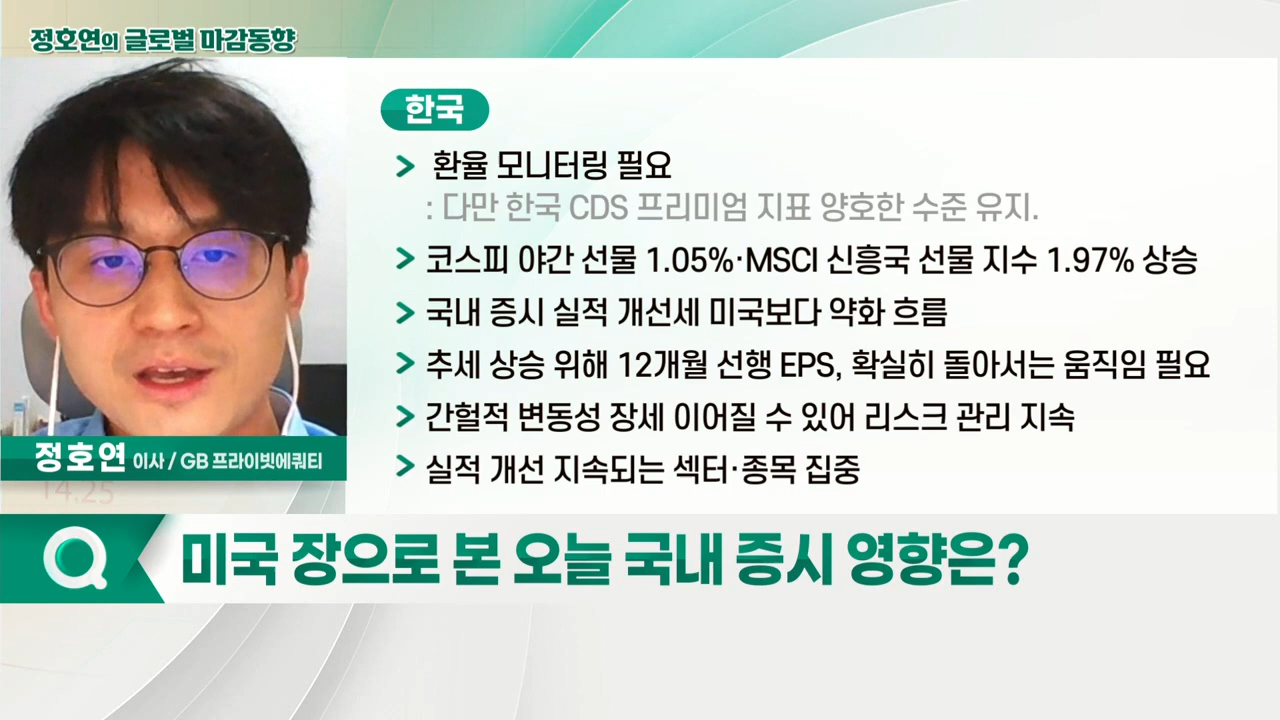 정호연의 글로벌 마감동향
한국
> 환율 모니터링 필요
: 다만 한국 CDS 프리미엄 지표 양호한 수준 유지.
> 코스피 야간 선물 1.05%·MSCI 신흥국 선물 지수 1.97% 상승
> 국내 증시 실적 개선세 미국보다 약화 흐름
> 추세 상승 위해 12개월 선행 EPS, 확실히 돌아서는 움직임 필요
> 간헐적 변동성 장세 이어질 수 있어 리스크 관리 지속
> 실적 개선 지속되는 섹터·종목 집중
정호연 이사 / GB 프라이빗에쿼티
14.25
Q 미국 장으로 본 오늘 국내 증시 영향은?